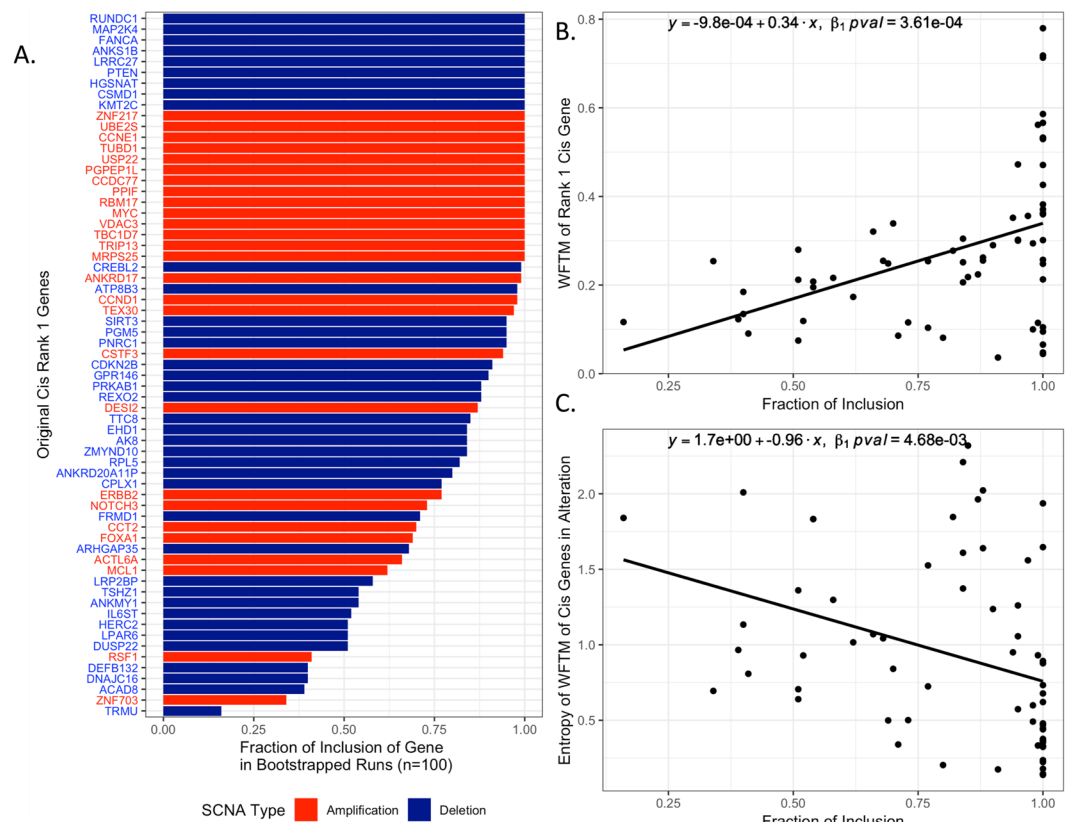 A.
RUNDC1
MAP2K4
FANCA
ANKS1B
LRRC27
PTEN
HGSNAT
CSMD1
KMT2C
ZNF217
UBE2S
CCNE1
TUBD1
USP22
PGPEP1L
CCDC77
PPIF
RBM17
MYC
VDAC3
TBC1D7
TRIP13
MRPS25
CREBL2
ANKRD17
ATP8B3
CCND1
TEX30
SIRT3
PGM5
PNRC1
CSTF3
CDKN2B
GPR146
PRKAB1
REXO2
DESI2
TTC8
EHD1
AK8
ZMYND10
RPL5
ANKRD20A11P
CPLX1
ERBB2
NOTCH3
FRMD1
CCT2
FOXA1
ARHGAP35
ACTL6A
MCL1
LRP2BP
TSHZ1
ANKMY1
IL6ST
HERC2
LPAR6
DUSP22
RSF1
DEFB132
DNAJC16
ACAD8
ZNF703
TRMU
Original Cis Rank 1 Genes
0.00 0.25 0.50 0.75 1.00
Fraction of Inclusion of Gene
in Bootstrapped Runs (n=100)
SCNA Type Amplification Deletion
B.
y = -9.8e-04 + 0.34 · x, β₁ pval = 3.61e-04
WFTM of Rank 1 Cis Gene
0.8
0.6
0.4
0.2
0.0
0.25 0.50 0.75 1.00
Fraction of Inclusion
C.
y = 1.7e+00 + -0.96 · x, β₁ pval = 4.68e-03
Entropy of WFTM of Cis Genes in Alteration
2.0
1.5
1.0
0.5
0.25 0.50 0.75 1.00
Fraction of Inclusion